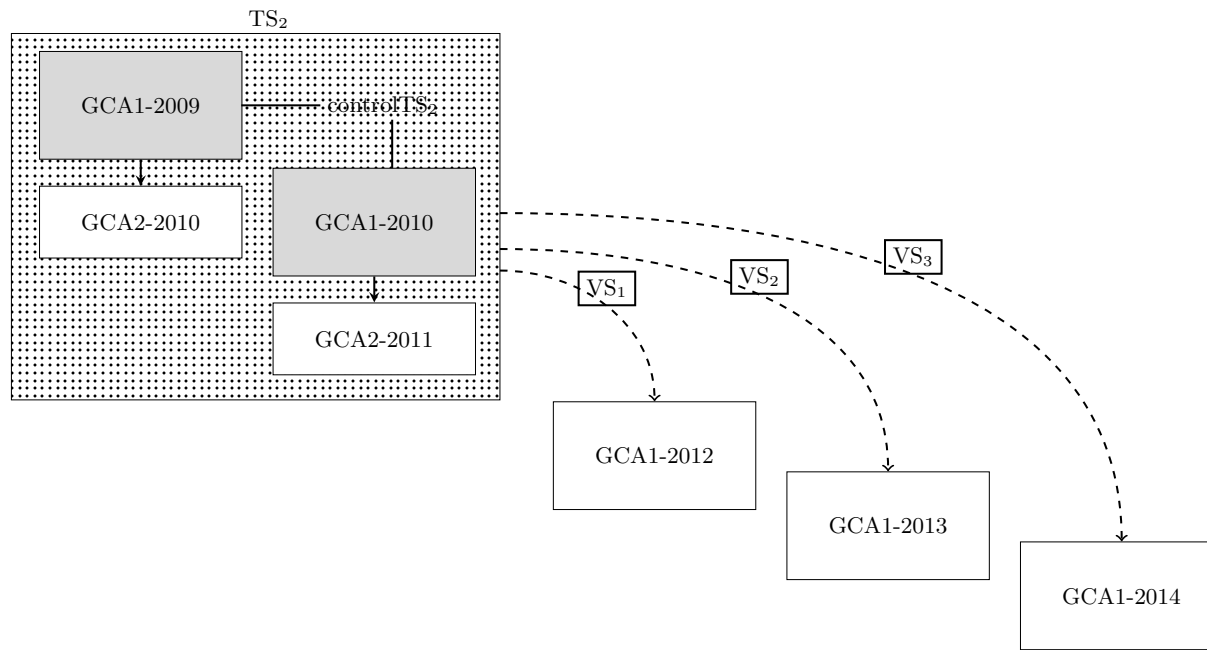 TS₂
GCA1-2009
controlTS₂
GCA2-2010
GCA1-2010
GCA2-2011
VS₁
VS₂
VS₃
GCA1-2012
GCA1-2013
GCA1-2014